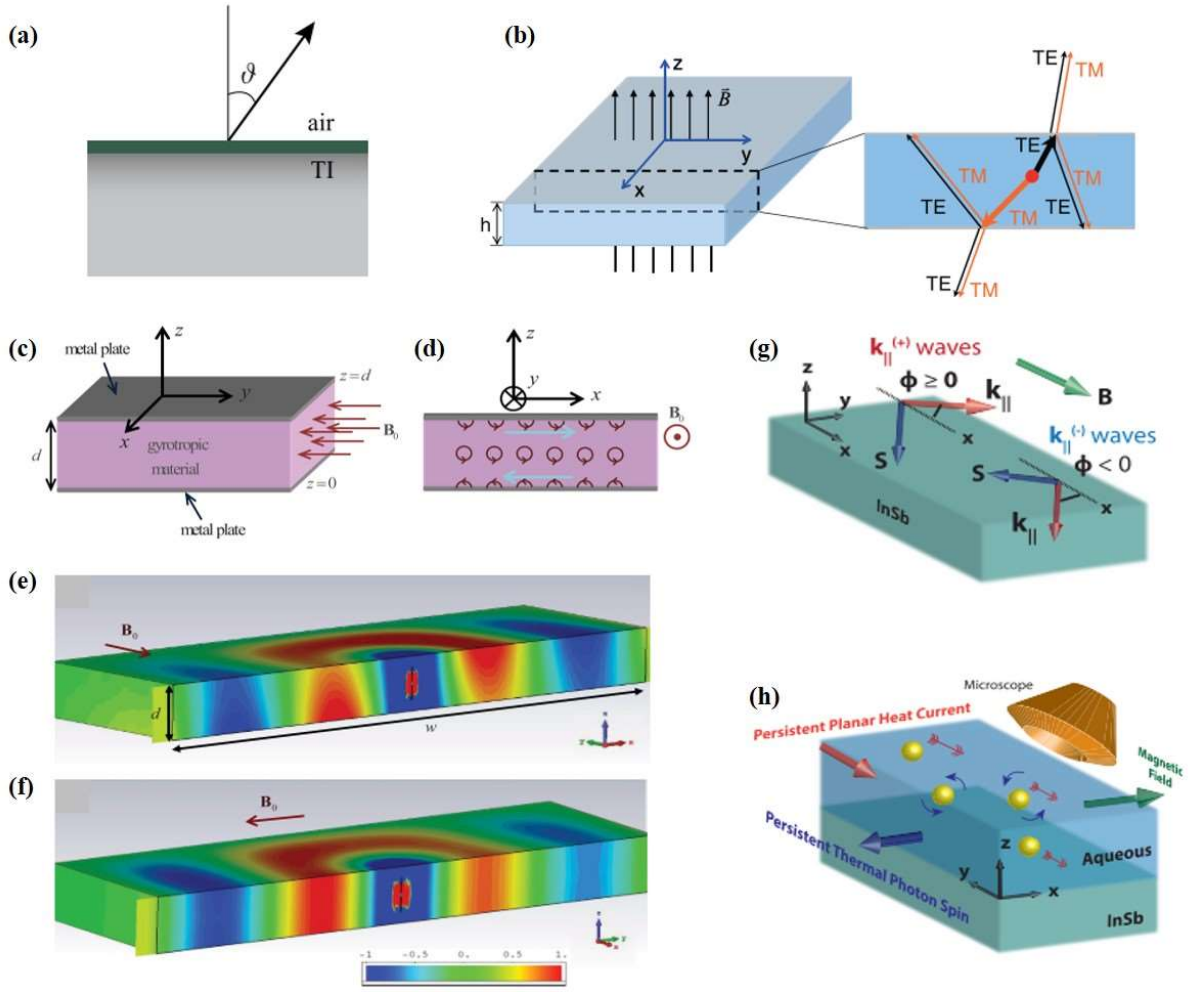 (a)
ϑ
air
TI
(b)
z
B
y
x
h
TE
TM
TE
TM
TE
TM
TE
TM
TE
TM
(c)
z
metal plate
z=d
y
B₀
x
gyrotropic
material
d
z=0
metal plate
(d)
z
y
x
B₀
(g)
k||(+) waves
z
ϕ ≥ 0
k||
B
y
x
x
k||(-) waves
S
ϕ < 0
S
x
InSb
k||
(e)
B₀
d
w
(f)
B₀
-1
-0.5
0.
0.5
1.
(h)
Microscope
Persistent Planar Heat Current
Magnetic
Field
Persistent Thermal Photon Spin
z
Aqueous
y
x
InSb